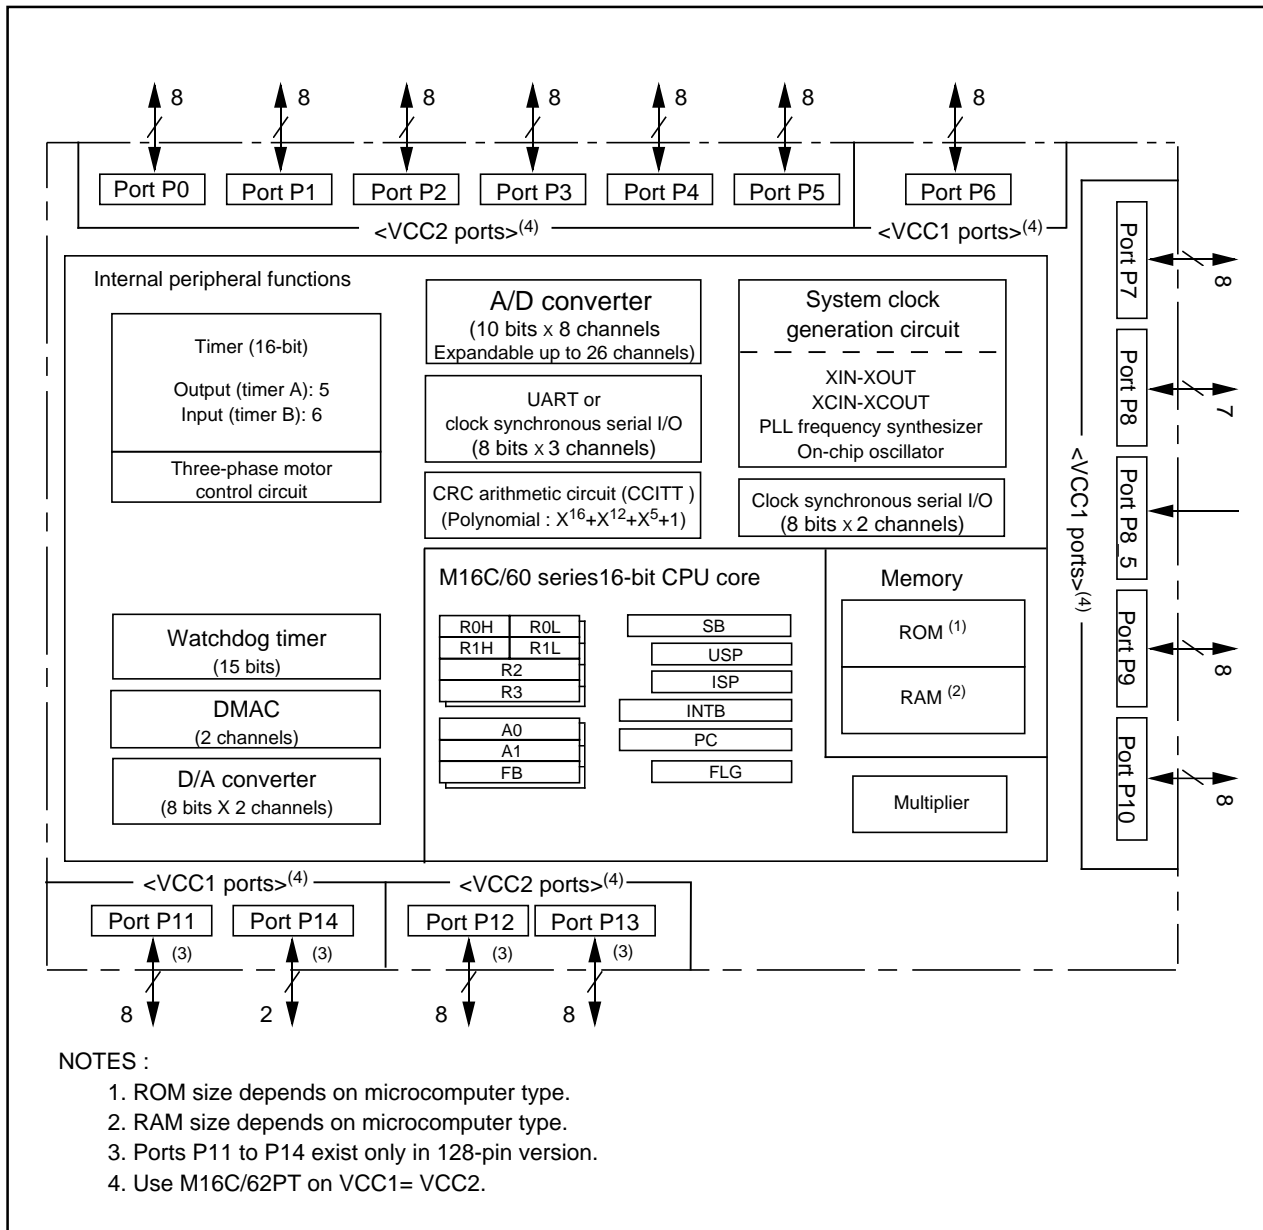 8 8 8 8 8 8 8
Port P0 Port P1 Port P2 Port P3 Port P4 Port P5 Port P6
<VCC2 ports>(4) <VCC1 ports>(4)
Port P7
8
Port P8
7
Port P8_5
Port P9
8
Port P10
8
<VCC1 ports>(4)
Internal peripheral functions
Timer (16-bit)
Output (timer A): 5
Input (timer B): 6
Three-phase motor
control circuit
A/D converter
(10 bits x 8 channels
Expandable up to 26 channels)
UART or
clock synchronous serial I/O
(8 bits x 3 channels)
CRC arithmetic circuit (CCITT )
(Polynomial : X16+X12+X5+1)
System clock
generation circuit
XIN-XOUT
XCIN-XCOUT
PLL frequency synthesizer
On-chip oscillator
Clock synchronous serial I/O
(8 bits x 2 channels)
Watchdog timer
(15 bits)
DMAC
(2 channels)
D/A converter
(8 bits X 2 channels)
M16C/60 series16-bit CPU core
R0H R0L
R1H R1L
R2
R3
A0
A1
FB
SB
USP
ISP
INTB
PC
FLG
Memory
ROM (1)
RAM (2)
Multiplier
<VCC1 ports>(4) <VCC2 ports>(4)
Port P11 Port P14 Port P12 Port P13
(3) (3) (3) (3)
8 2 8 8
NOTES :
1. ROM size depends on microcomputer type.
2. RAM size depends on microcomputer type.
3. Ports P11 to P14 exist only in 128-pin version.
4. Use M16C/62PT on VCC1= VCC2.